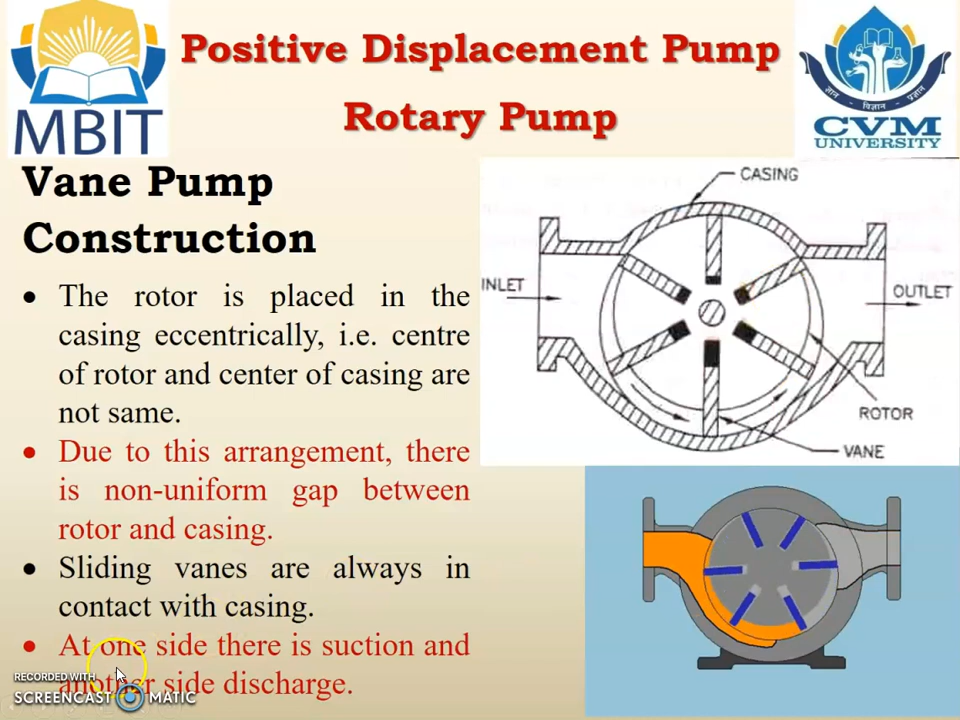 Positive Displacement Pump
Rotary Pump
MBIT
ज्ञान - विज्ञान - प्रज्ञान
CVM
UNIVERSITY
Vane Pump
Construction
• The rotor is placed in the
casing eccentrically, i.e. centre
of rotor and center of casing are
not same.
• Due to this arrangement, there
is non-uniform gap between
rotor and casing.
• Sliding vanes are always in
contact with casing.
• At one side there is suction and
another side discharge.
CASING
INLET
OUTLET
ROTOR
VANE
RECORDED WITH
SCREENCAST MATIC